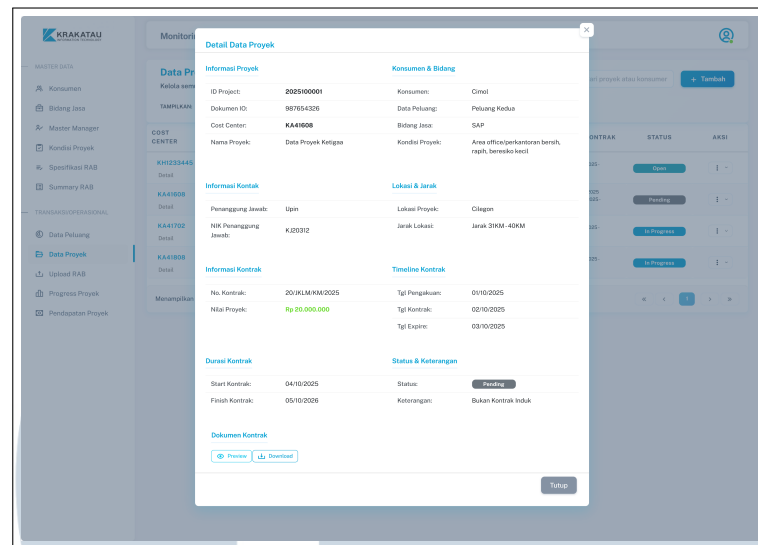 KRAKATAU
INFORMATION TECHNOLOGY
Monitori
MASTER DATA
Konsumen
Bidang Jasa
Master Manager
Kondisi Proyek
Spesifikasi RAB
Summary RAB
TRANSAKSI/OPERASIONAL
Data Peluang
Data Proyek
Upload RAB
Progress Proyek
Pendapatan Proyek
Data Pr
Kelola sem
TAMPILKAN
COST CENTER
KH1233445
Detail
KA41608
Detail
KA41702
Detail
KA41808
Detail
Menampilkan
Detail Data Proyek
×
Informasi Proyek
ID Project: 2025100001
Dokumen IO: 987654326
Cost Center: KA41608
Nama Proyek: Data Proyek Ketigaa
Konsumen & Bidang
Konsumen: Cimol
Data Peluang: Peluang Kedua
Bidang Jasa: SAP
Kondisi Proyek: Area office/perkantoran bersih,
rapih, beresiko kecil
Informasi Kontak
Penanggung Jawab: Upin
NIK Penanggung
Jawab: KJ20312
Lokasi & Jarak
Lokasi Proyek: Cilegon
Jarak Lokasi: Jarak 31KM - 40KM
Informasi Kontrak
No. Kontrak: 20/JKLM/KM/2025
Nilai Proyek: Rp 20.000.000
Timeline Kontrak
Tgl Pengakuan: 01/10/2025
Tgl Kontrak: 02/10/2025
Tgl Expire: 03/10/2025
Durasi Kontrak
Start Kontrak: 04/10/2025
Finish Kontrak: 05/10/2026
Status & Keterangan
Status: Pending
Keterangan: Bukan Kontrak Induk
Dokumen Kontrak
Preview Download
Tutup
ari proyek atau konsumen
+ Tambah
ONTRAK STATUS AKSI
Open
Pending
In Progress
In Progress
« < 1 > »